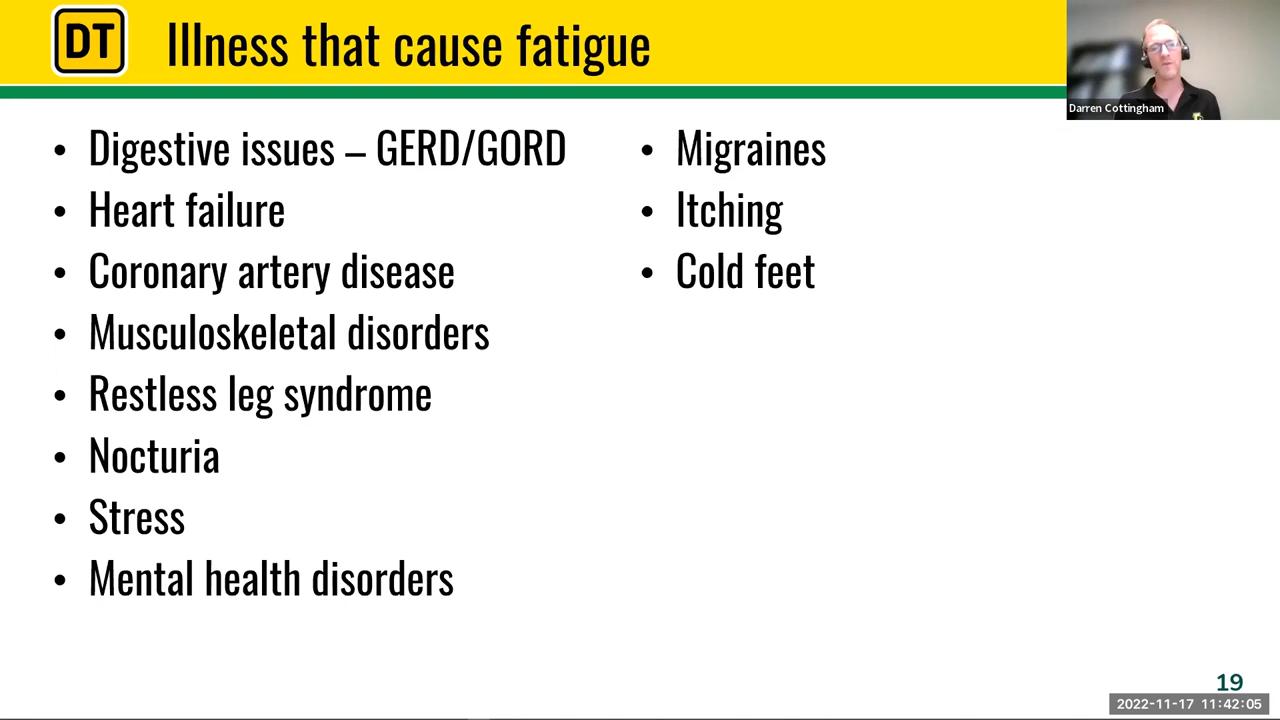 DT
Illness that cause fatigue
Darren Cottingham
• Digestive issues – GERD/GORD
• Heart failure
• Coronary artery disease
• Musculoskeletal disorders
• Restless leg syndrome
• Nocturia
• Stress
• Mental health disorders
• Migraines
• Itching
• Cold feet
19
2022-11-17 11:42:05